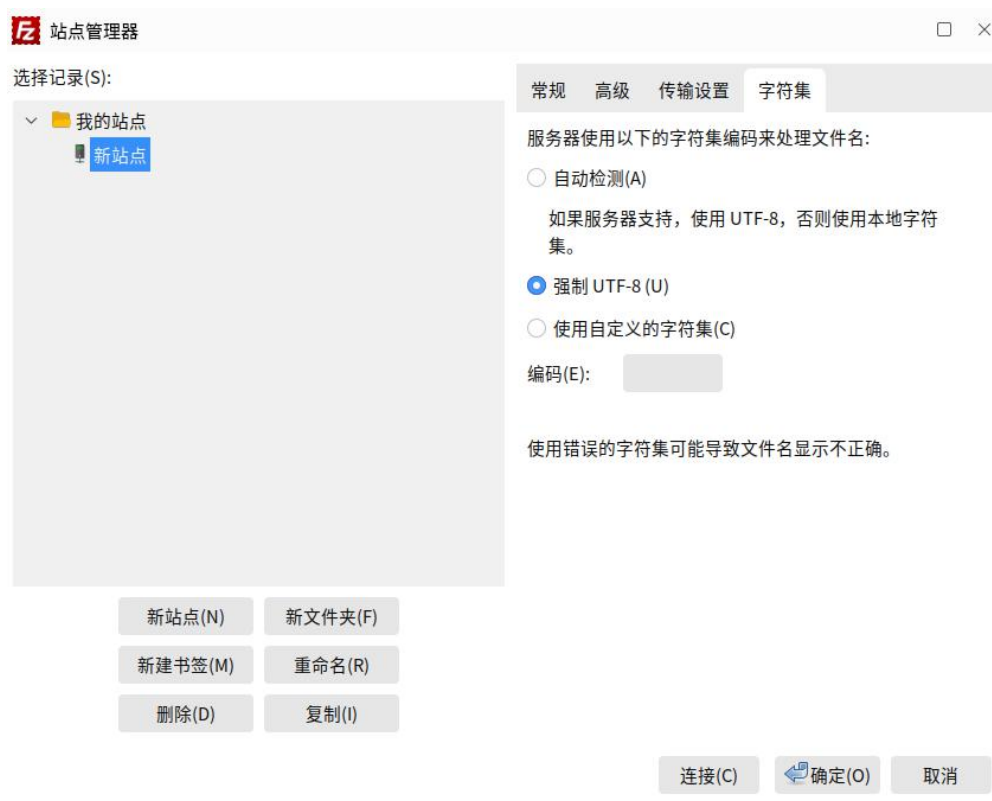 站点管理器
选择记录(S):
我的站点
新站点
新站点(N) 新文件夹(F)
新建书签(M) 重命名(R)
删除(D) 复制(I)
常规 高级 传输设置 字符集
服务器使用以下的字符集编码来处理文件名:
自动检测(A)
如果服务器支持，使用 UTF-8，否则使用本地字符
集。
强制 UTF-8 (U)
使用自定义的字符集(C)
编码(E):
使用错误的字符集可能导致文件名显示不正确。
连接(C) 确定(O) 取消